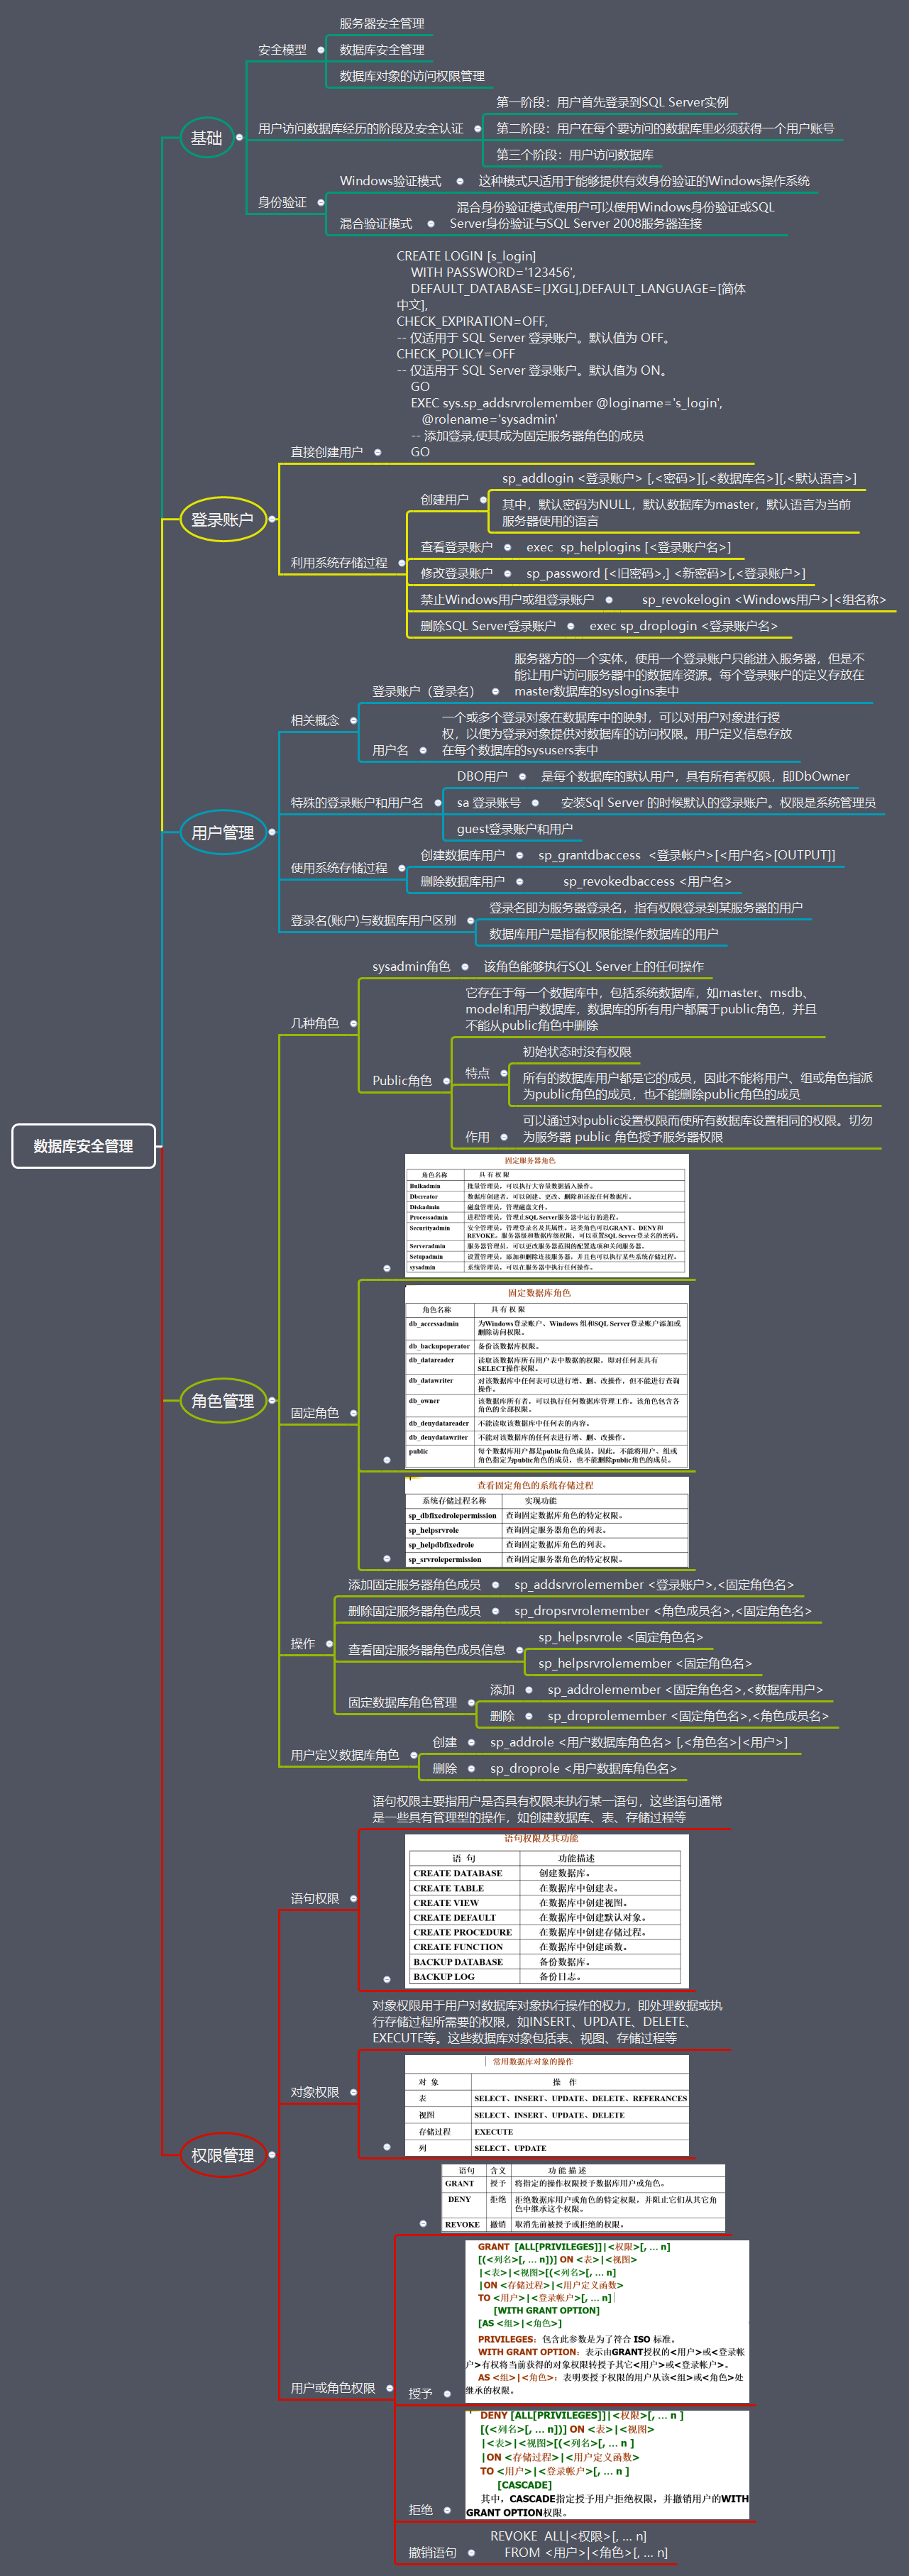 数据库安全管理
基础
安全模型
服务器安全管理
数据库安全管理
数据库对象的访问权限管理
用户访问数据库经历的阶段及安全认证
第一阶段：用户首先登录到SQL Server实例
第二阶段：用户在每个要访问的数据库里必须获得一个用户账号
第三个阶段：用户访问数据库
身份验证
Windows验证模式
这种模式只适用于能够提供有效身份验证的Windows操作系统
混合验证模式
混合身份验证模式使用户可以使用Windows身份验证或SQL
Server身份验证与SQL Server 2008服务器连接
登录账户
直接创建用户
CREATE LOGIN [s_login]
WITH PASSWORD='123456',
DEFAULT_DATABASE=[JXGL],DEFAULT_LANGUAGE=[简体
中文],
CHECK_EXPIRATION=OFF,
-- 仅适用于 SQL Server 登录账户。默认值为 OFF。
CHECK_POLICY=OFF
-- 仅适用于 SQL Server 登录账户。默认值为 ON。
GO
EXEC sys.sp_addsrvrolemember @loginame='s_login',
@rolename='sysadmin'
-- 添加登录,使其成为固定服务器角色的成员
GO
利用系统存储过程
创建用户
sp_addlogin <登录账户> [,<密码>][,<数据库名>][,<默认语言>]
其中，默认密码为NULL，默认数据库为master，默认语言为当前
服务器使用的语言
查看登录账户
exec  sp_helplogins [<登录账户名>]
修改登录账户
sp_password [<旧密码>,] <新密码>[,<登录账户>]
禁止Windows用户或组登录账户
sp_revokelogin <Windows用户>|<组名称>
删除SQL Server登录账户
exec sp_droplogin <登录账户名>
用户管理
相关概念
登录账户（登录名）
服务器方的一个实体，使用一个登录账户只能进入服务器，但是不
能让用户访问服务器中的数据库资源。每个登录账户的定义存放在
master数据库的syslogins表中
用户名
一个或多个登录对象在数据库中的映射，可以对用户对象进行授
权，以便为登录对象提供对数据库的访问权限。用户定义信息存放
在每个数据库的sysusers表中
特殊的登录账户和用户名
DBO用户
是每个数据库的默认用户，具有所有者权限，即DbOwner
sa 登录账号
安装Sql Server 的时候默认的登录账户。权限是系统管理员
guest登录账户和用户
使用系统存储过程
创建数据库用户
sp_grantdbaccess  <登录帐户>[<用户名>[OUTPUT]]
删除数据库用户
sp_revokedbaccess <用户名>
登录名(账户)与数据库用户区别
登录名即为服务器登录名，指有权限登录到某服务器的用户
数据库用户是指有权限能操作数据库的用户
角色管理
几种角色
sysadmin角色
该角色能够执行SQL Server上的任何操作
Public角色
它存在于每一个数据库中，包括系统数据库，如master、msdb、
model和用户数据库，数据库的所有用户都属于public角色，并且
不能从public角色中删除
特点
初始状态时没有权限
所有的数据库用户都是它的成员，因此不能将用户、组或角色指派
为public角色的成员，也不能删除public角色的成员
作用
可以通过对public设置权限而使所有数据库设置相同的权限。切勿
为服务器 public 角色授予服务器权限
固定角色
固定服务器角色
角色名称 具 有 权 限
Bulkadmin 批量管理员，可以执行大容量数据插入操作。
Dbcreator 数据库创建者，可以创建、更改、删除和还原任何数据库。
Diskadmin 磁盘管理员，管理磁盘文件。
Processadmin 进程管理员，管理止SQL Server服务器中运行的进程。
Securityadmin 安全管理员，管理登录名及其属性。这类角色可以GRANT、DENY和
REVOKE。服务器级和数据库级权限，可以重置SQL Server登录名的密码。
Serveradmin 服务器管理员，可以更改服务器范围的配置选项和关闭服务器。
Setupadmin 设置管理员，添加和删除连接服务器，并且也可以执行某些系统存储过程。
sysadmin 系统管理员，可以在服务器中执行任何操作。
固定数据库角色
角色名称 具 有 权 限
db_accessadmin 为Windows登录账户、Windows 组和SQL Server登录账户添加或
删除访问权限。
db_backupoperator 备份该数据库权限。
db_datareader 读取该数据库所有用户表中数据的权限，即对任何表具有
SELECT操作权限。
db_datawriter 对该数据库中任何表可以进行增、删、改操作，但不能进行查询
操作。
db_owner 该数据库所有者，可以执行任何数据库管理工作。该角色包含各
角色的全部权限。
db_denydatareader 不能读取该数据库中任何表的内容。
db_denydatawriter 不能对该数据库的任何表进行增、删、改操作。
public 每个数据库用户都是public角色成员。因此，不能将用户、组或
角色指定为public角色的成员，也不能删除public角色的成员。
查看固定角色的系统存储过程
系统存储过程名称 实现功能
sp_dbfixedrolepermission 查询固定数据库角色的特定权限。
sp_helpsrvrole 查询固定服务器角色的列表。
sp_helpdbfixedrole 查询固定数据库角色的列表。
sp_srvrolepermission 查询固定服务器角色的特定权限。
操作
添加固定服务器角色成员
sp_addsrvrolemember <登录账户>,<固定角色名>
删除固定服务器角色成员
sp_dropsrvrolemember <角色成员名>,<固定角色名>
查看固定服务器角色成员信息
sp_helpsrvrole <固定角色名>
sp_helpsrvrolemember <固定角色名>
固定数据库角色管理
添加
sp_addrolemember <固定角色名>,<数据库用户>
删除
sp_droprolemember <固定角色名>,<角色成员名>
用户定义数据库角色
创建
sp_addrole <用户数据库角色名> [,<角色名>|<用户>]
删除
sp_droprole <用户数据库角色名>
权限管理
语句权限
语句权限主要指用户是否具有权限来执行某一语句，这些语句通常
是一些具有管理型的操作，如创建数据库、表、存储过程等
语句权限及其功能
语 句 功能描述
CREATE DATABASE 创建数据库。
CREATE TABLE 在数据库中创建表。
CREATE VIEW 在数据库中创建视图。
CREATE DEFAULT 在数据库中创建默认对象。
CREATE PROCEDURE 在数据库中创建存储过程。
CREATE FUNCTION 在数据库中创建函数。
BACKUP DATABASE 备份数据库。
BACKUP LOG 备份日志。
对象权限
对象权限用于用户对数据库对象执行操作的权力，即处理数据或执
行存储过程所需要的权限，如INSERT、UPDATE、DELETE、
EXECUTE等。这些数据库对象包括表、视图、存储过程等
常用数据库对象的操作
对 象 操 作
表 SELECT、INSERT、UPDATE、DELETE、REFERANCES
视图 SELECT、INSERT、UPDATE、DELETE
存储过程 EXECUTE
列 SELECT、UPDATE
用户或角色权限
语句 含义 功 能 描 述
GRANT 授予 将指定的操作权限授予数据库用户或角色。
DENY 拒绝 拒绝数据库用户或角色的特定权限，并阻止它们从其它角
色中继承这个权限。
REVOKE 撤销 取消先前被授予或拒绝的权限。
授予
GRANT [ALL[PRIVILEGES]]|<权限>[, ... n]
[(<列名>[, ... n])] ON <表>|<视图>
|<表>|<视图>[(<列名>[, ... n]
|ON <存储过程>|<用户定义函数>
TO <用户>|<登录帐户>[, ... n]
[WITH GRANT OPTION]
[AS <组>|<角色>]
PRIVILEGES：包含此参数是为了符合 ISO 标准。
WITH GRANT OPTION：表示由GRANT授权的<用户>或<登录帐
户>有权将当前获得的对象权限转授予其它<用户>或<登录帐户>。
AS <组>|<角色>：表明要授予权限的用户从该<组>或<角色>处
继承的权限。
拒绝
DENY [ALL[PRIVILEGES]]|<权限>[, ... n ]
[(<列名>[, ... n])] ON <表>|<视图>
|<表>|<视图>[(<列名>[, ... n ]
|ON <存储过程>|<用户定义函数>
TO <用户>|<登录帐户>[, ... n ]
[CASCADE]
其中，CASCADE指定授予用户拒绝权限，并撤销用户的WITH
GRANT OPTION权限。
撤销语句
REVOKE  ALL|<权限>[, ... n]
FROM <用户>|<角色>[, ... n]